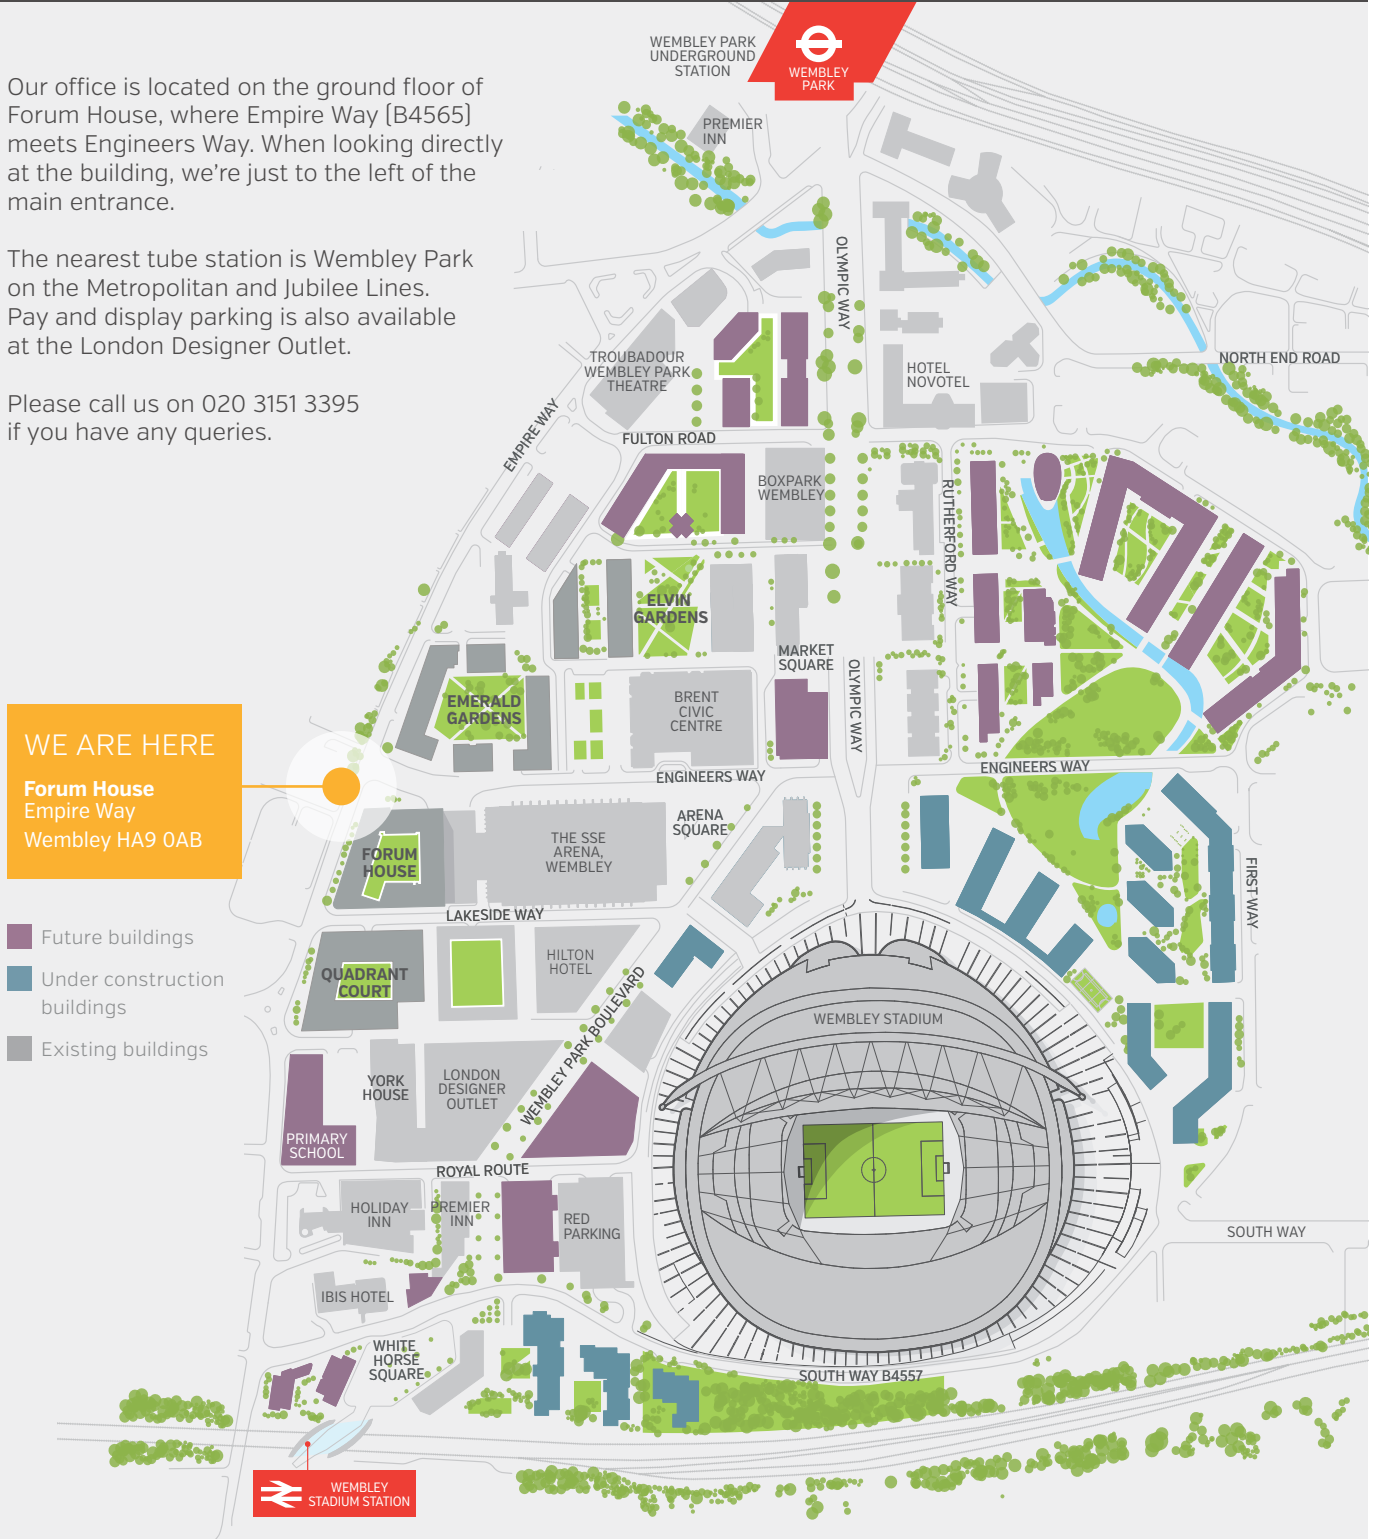 Our office is located on the ground floor of
Forum House, where Empire Way (B4565)
meets Engineers Way. When looking directly
at the building, we're just to the left of the
main entrance.
The nearest tube station is Wembley Park
on the Metropolitan and Jubilee Lines.
Pay and display parking is also available
at the London Designer Outlet.
Please call us on 020 3151 3395
if you have any queries.
WEMBLEY PARK
UNDERGROUND
STATION
WEMBLEY
PARK
PREMIER
INN
OLYMPIC WAY
TROUBADOUR
WEMBLEY PARK
THEATRE
HOTEL
NOVOTEL
NORTH END ROAD
EMPIRE WAY
FULTON ROAD
BOXPARK
WEMBLEY
RUTHERFORD WAY
ELVIN
GARDENS
MARKET
SQUARE
OLYMPIC WAY
EMERALD
GARDENS
BRENT
CIVIC
CENTRE
ENGINEERS WAY
ENGINEERS WAY
WE ARE HERE
Forum House
Empire Way
Wembley HA9 0AB
ARENA
SQUARE
THE SSE
ARENA,
WEMBLEY
FORUM
HOUSE
FIRST WAY
LAKESIDE WAY
Future buildings
Under construction
buildings
Existing buildings
QUADRANT
COURT
HILTON
HOTEL
WEMBLEY PARK BOULEVARD
WEMBLEY STADIUM
YORK
HOUSE
LONDON
DESIGNER
OUTLET
PRIMARY
SCHOOL
ROYAL ROUTE
HOLIDAY
INN
PREMIER
INN
RED
PARKING
SOUTH WAY
IBIS HOTEL
WHITE
HORSE
SQUARE
SOUTH WAY B4557
WEMBLEY
STADIUM STATION